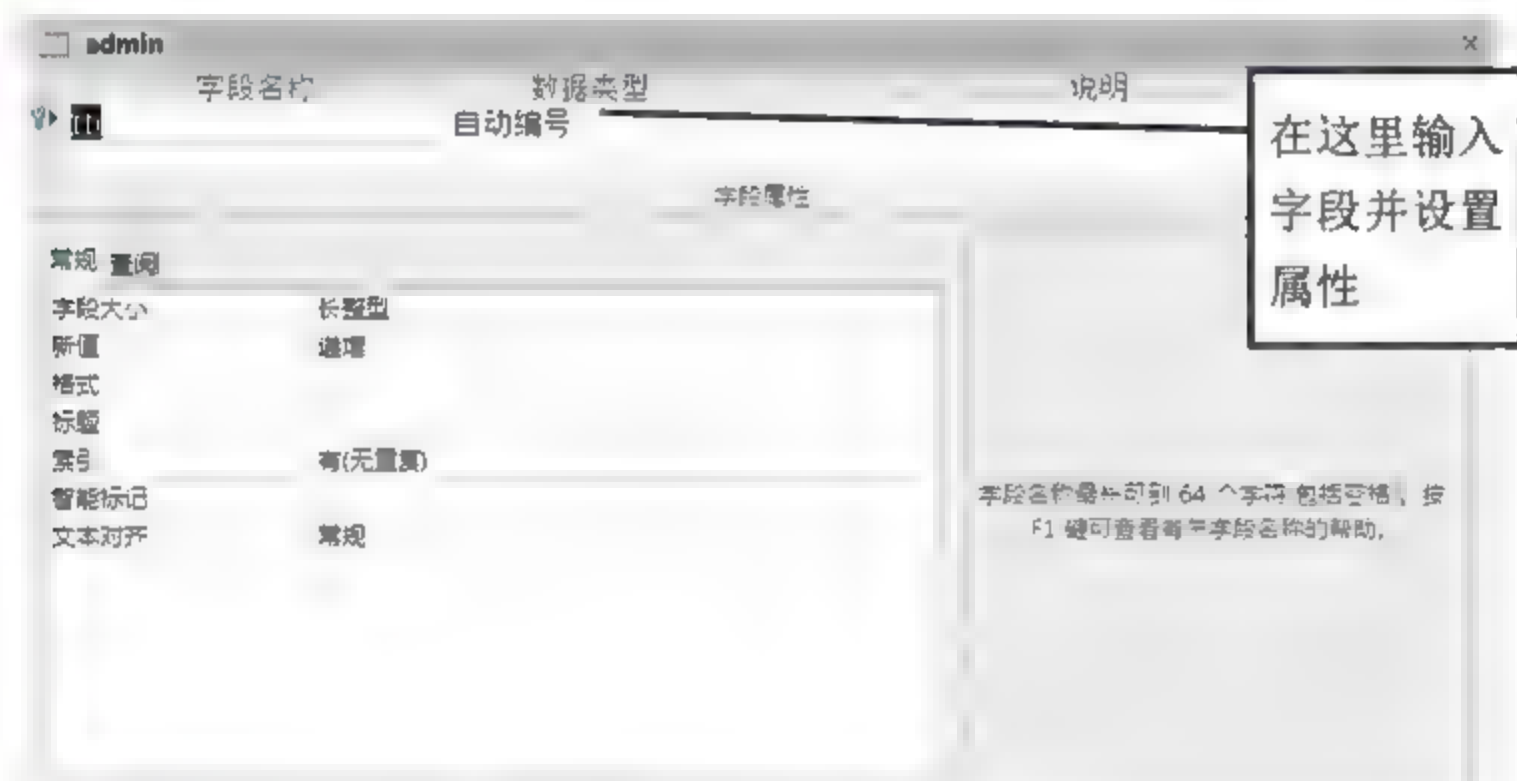 admin
字段名称 数据类型 说明
ID 自动编号
在这里输入
字段并设置
属性
字段属性
常规 查阅
字段大小 长整型
新值 递增
格式
标题
索引 有(无重复)
智能标记
文本对齐 常规
字段名称最长可到 64 个字符 包括空格 按
F1 键可查看有关字段名称的帮助。